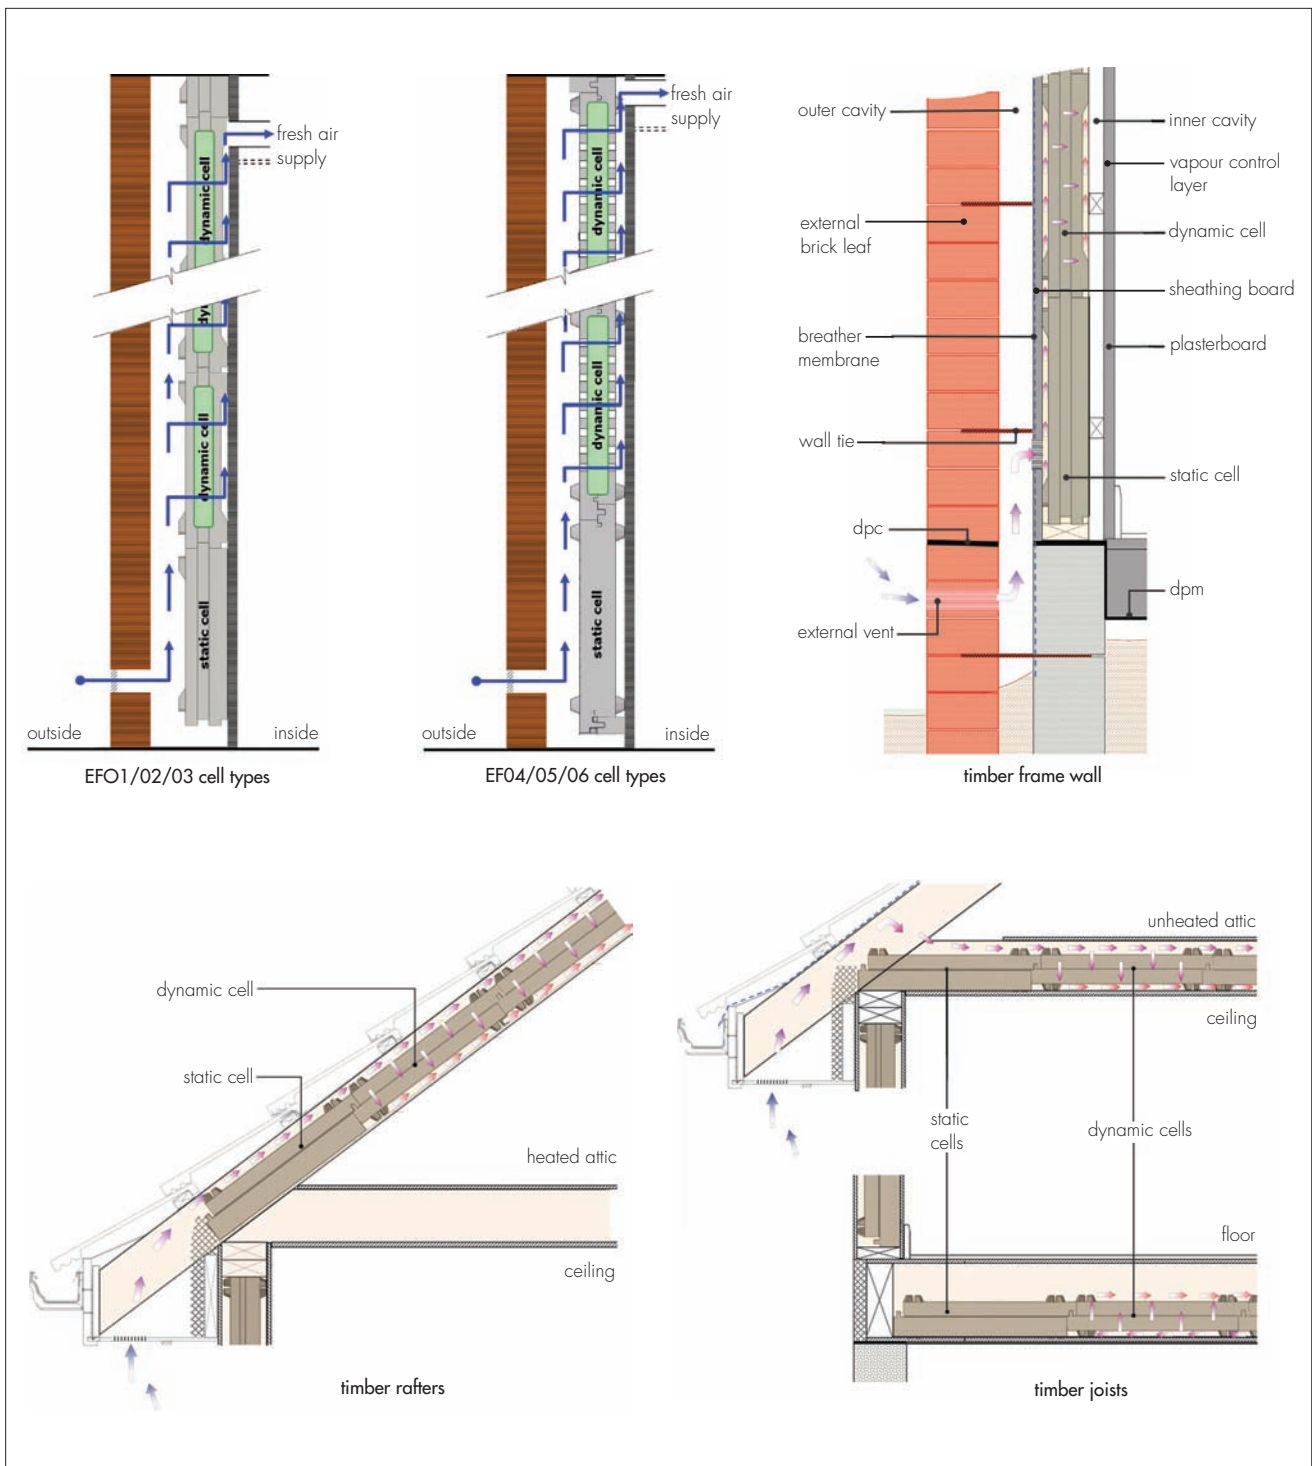 fresh air
supply
dynamic cell
dyn
dynamic cell
static cell
outside
inside
EFO1/02/03 cell types
fresh air
supply
dynamic cell
dynamic cell
static cell
outside
inside
EF04/05/06 cell types
outer cavity
external
brick leaf
breather
membrane
wall tie
dpc
external vent
inner cavity
vapour control
layer
dynamic cell
sheathing board
plasterboard
static cell
dpm
timber frame wall
dynamic cell
static cell
heated attic
ceiling
timber rafters
unheated attic
ceiling
static
cells
dynamic cells
floor
timber joists